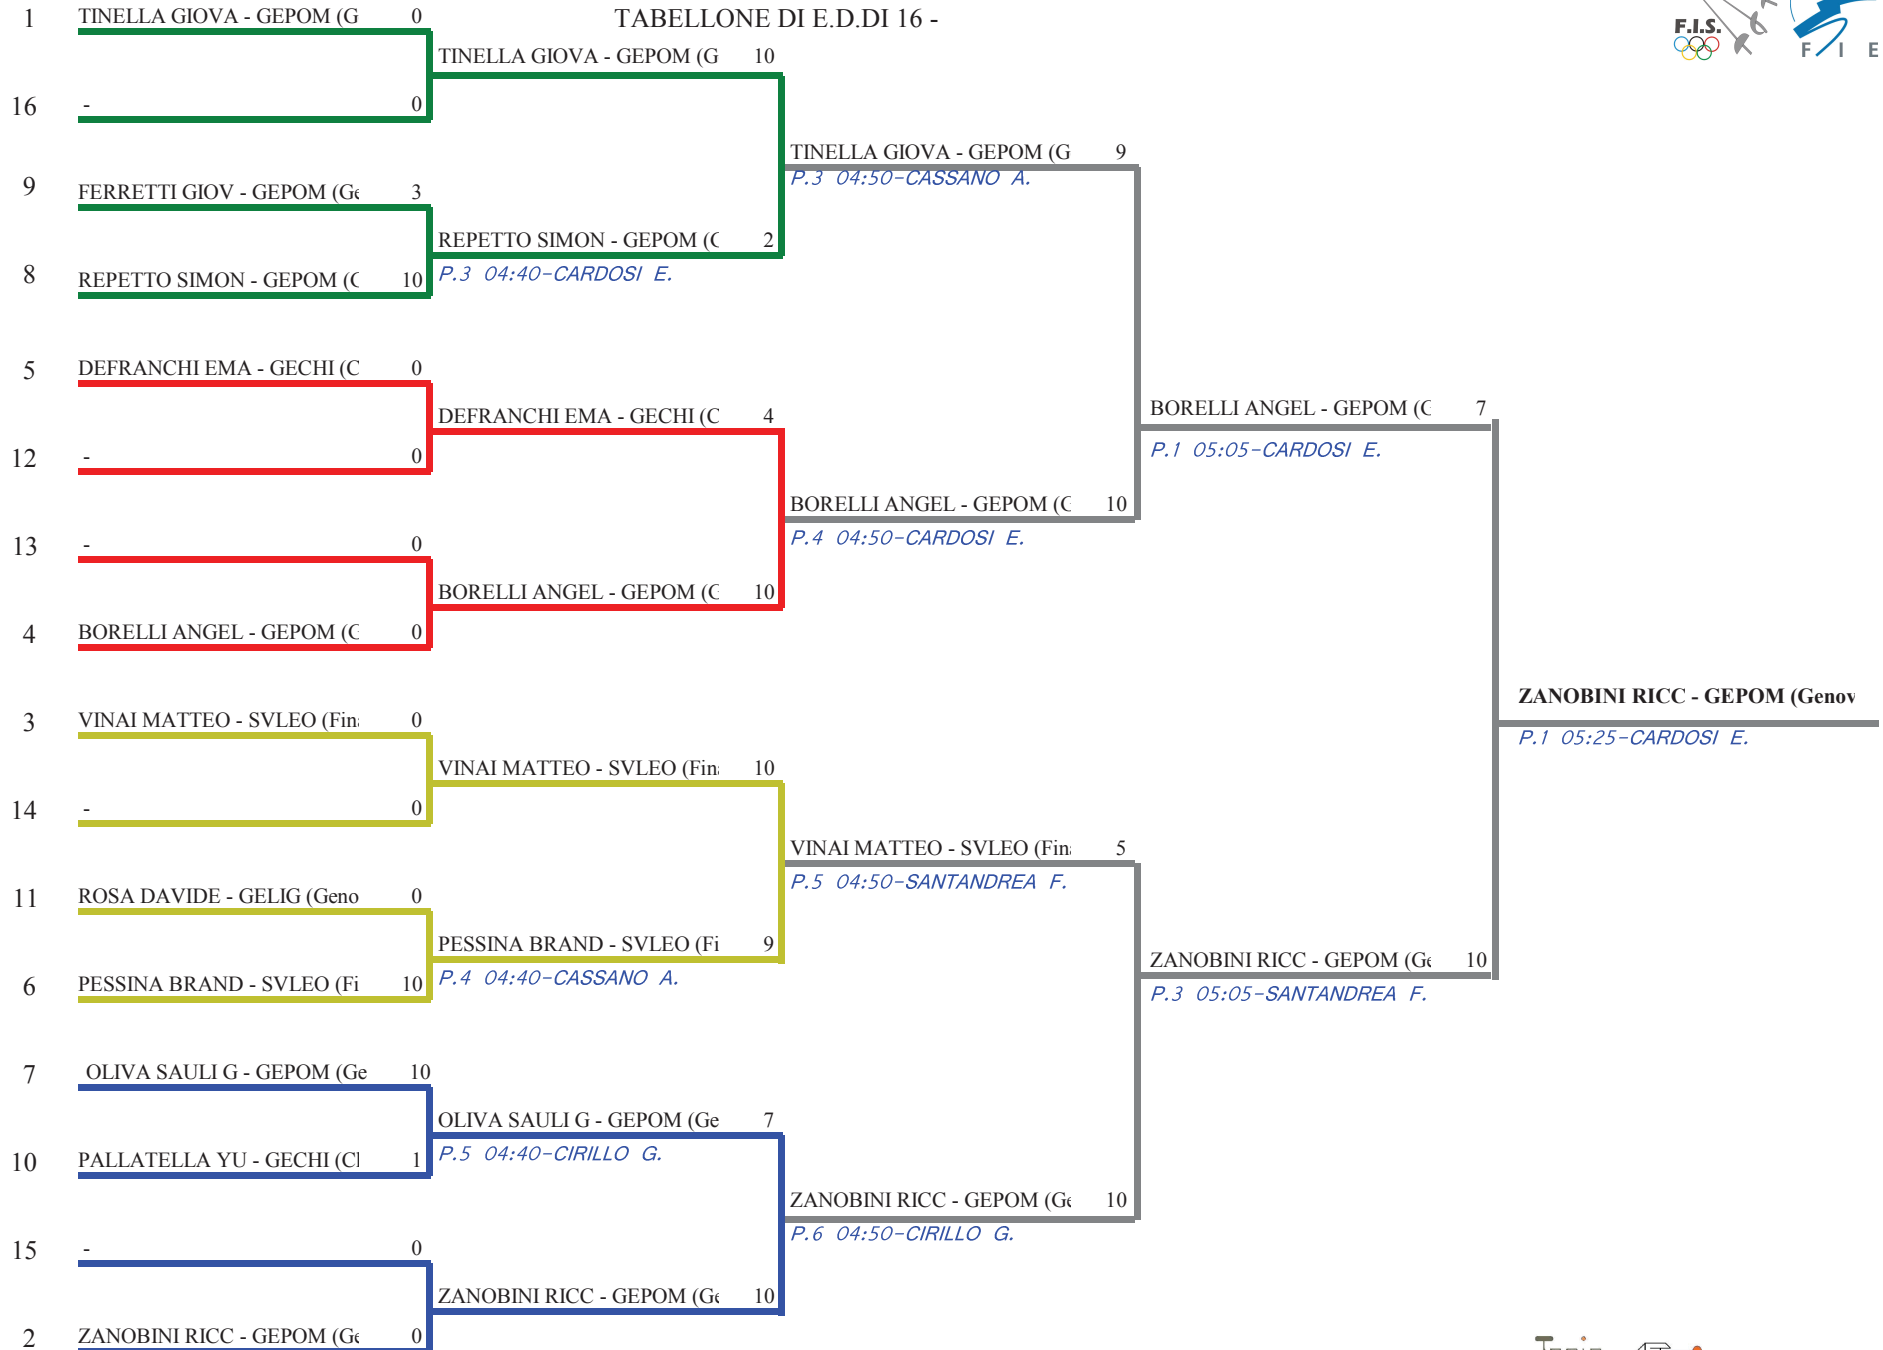 TABELLONE DI E.D.DI 16 -
F.I.S.
F I E
1 TINELLA GIOVA - GEPOM (G 0
16 - 0
9 FERRETTI GIOV - GEPOM (Ge 3
8 REPETTO SIMON - GEPOM (G 10
5 DEFRANCHI EMA - GECHI (C 0
12 - 0
13 - 0
4 BORELLI ANGEL - GEPOM (G 0
3 VINAI MATTEO - SVLEO (Fina 0
14 - 0
11 ROSA DAVIDE - GELIG (Geno 0
6 PESSINA BRAND - SVLEO (Fi 10
7 OLIVA SAULI G - GEPOM (Ge 10
10 PALLATELLA YU - GECHI (Ch 1
15 - 0
2 ZANOBINI RICC - GEPOM (Ge 0
TINELLA GIOVA - GEPOM (G 10
REPETTO SIMON - GEPOM (G 2
P.3 04:40-CARDOSI E.
DEFRANCHI EMA - GECHI (C 4
BORELLI ANGEL - GEPOM (G 10
VINAI MATTEO - SVLEO (Fina 10
PESSINA BRAND - SVLEO (Fi 9
P.4 04:40-CASSANO A.
OLIVA SAULI G - GEPOM (Ge 7
P.5 04:40-CIRILLO G.
ZANOBINI RICC - GEPOM (Ge 10
TINELLA GIOVA - GEPOM (G 9
P.3 04:50-CASSANO A.
BORELLI ANGEL - GEPOM (G 10
P.4 04:50-CARDOSI E.
VINAI MATTEO - SVLEO (Fina 5
P.5 04:50-SANTANDREA F.
ZANOBINI RICC - GEPOM (Ge 10
P.6 04:50-CIRILLO G.
BORELLI ANGEL - GEPOM (G 7
P.1 05:05-CARDOSI E.
ZANOBINI RICC - GEPOM (Ge 10
P.3 05:05-SANTANDREA F.
ZANOBINI RICC - GEPOM (Genov
P.1 05:25-CARDOSI E.